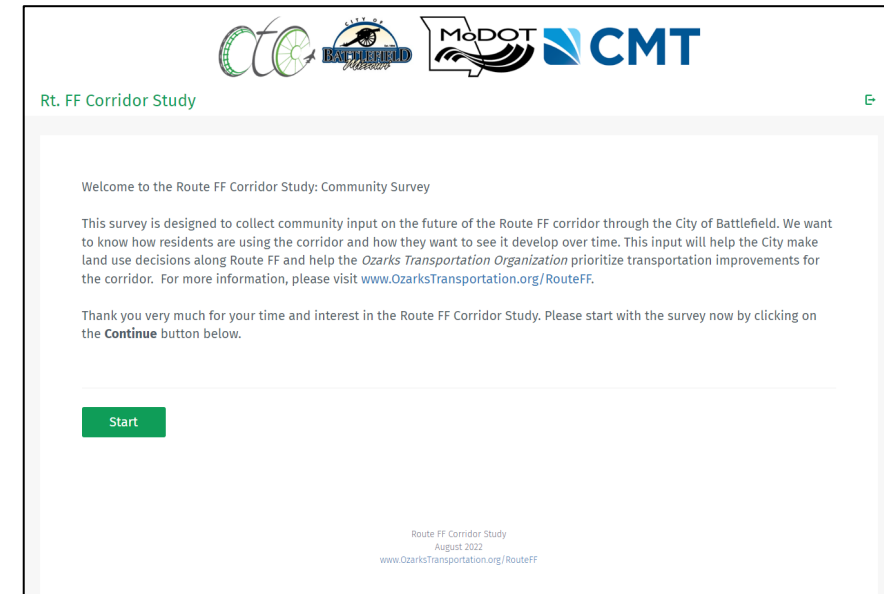 CITY OF
BATTLEFIELD
Missouri
MoDOT
CMT
Rt. FF Corridor Study
Welcome to the Route FF Corridor Study: Community Survey
This survey is designed to collect community input on the future of the Route FF corridor through the City of Battlefield. We want
to know how residents are using the corridor and how they want to see it develop over time. This input will help the City make
land use decisions along Route FF and help the Ozarks Transportation Organization prioritize transportation improvements for
the corridor.  For more information, please visit www.OzarksTransportation.org/RouteFF.
Thank you very much for your time and interest in the Route FF Corridor Study. Please start with the survey now by clicking on
the Continue button below.
Start
Route FF Corridor Study
August 2022
www.OzarksTransportation.org/RouteFF